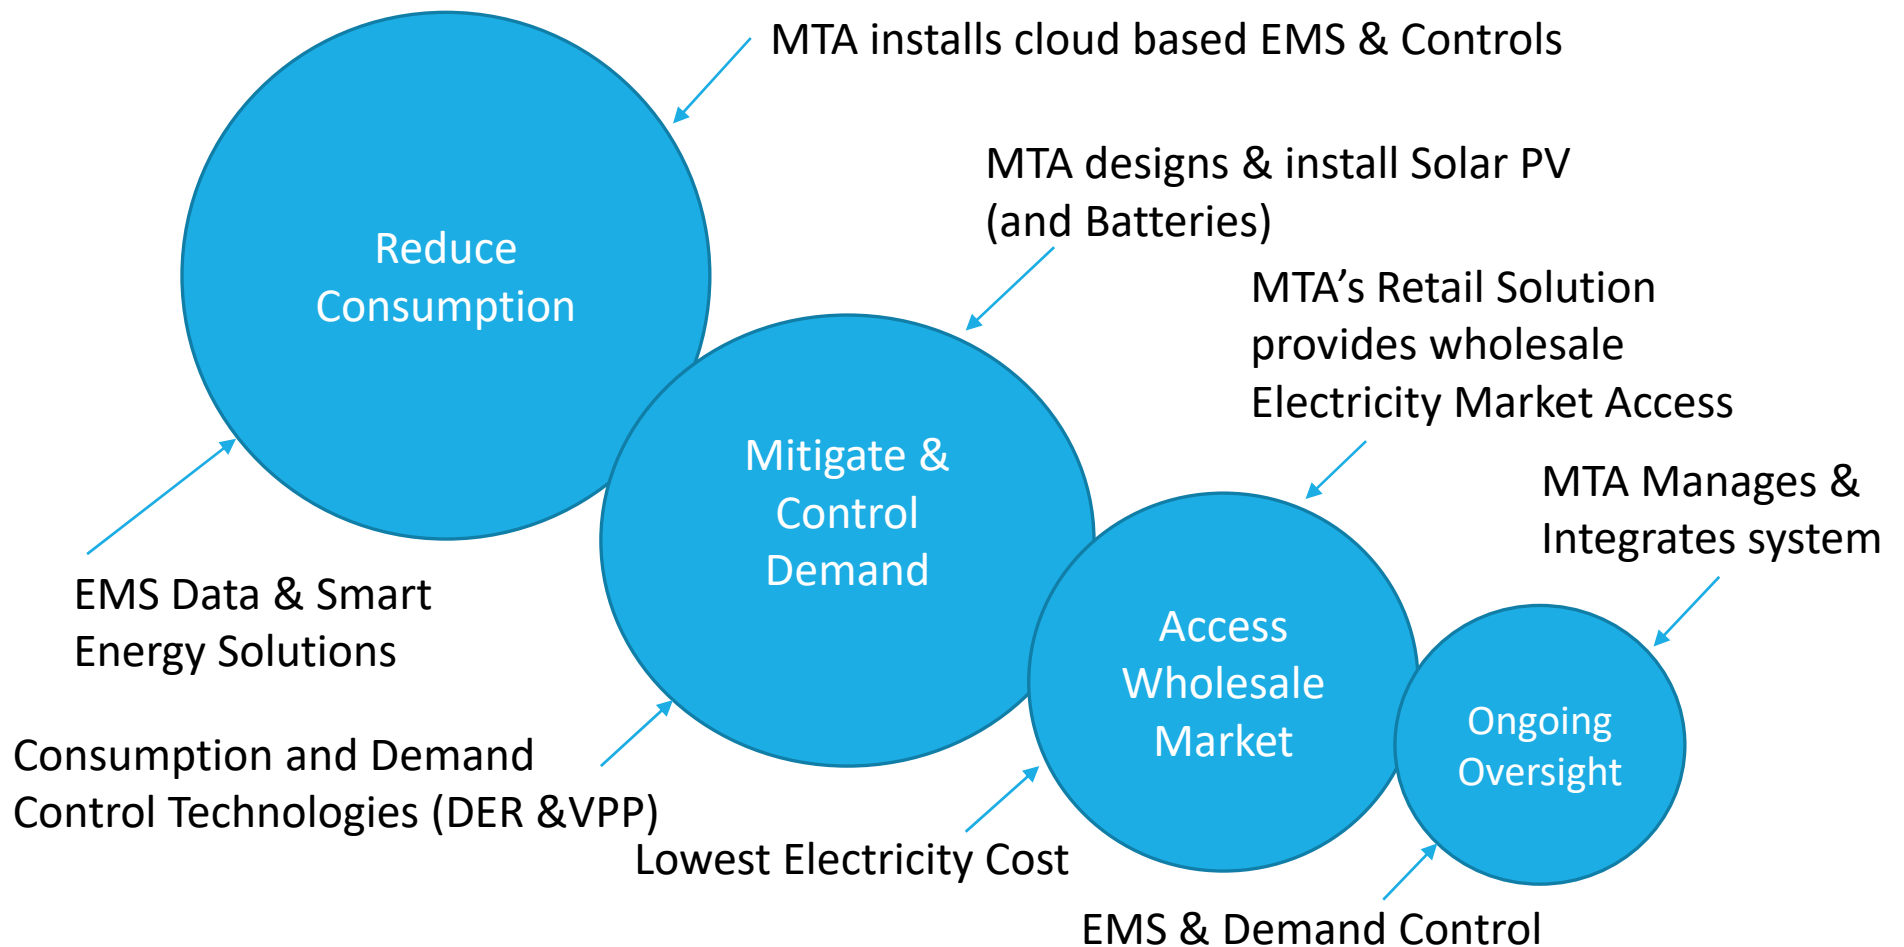 MTA installs cloud based EMS & Controls
MTA designs & install Solar PV
(and Batteries)
Reduce
Consumption
MTA’s Retail Solution
provides wholesale
Electricity Market Access
Mitigate &
Control
Demand
MTA Manages &
Integrates system
EMS Data & Smart
Energy Solutions
Access
Wholesale
Market
Ongoing
Oversight
Consumption and Demand
Control Technologies (DER &VPP)
Lowest Electricity Cost
EMS & Demand Control